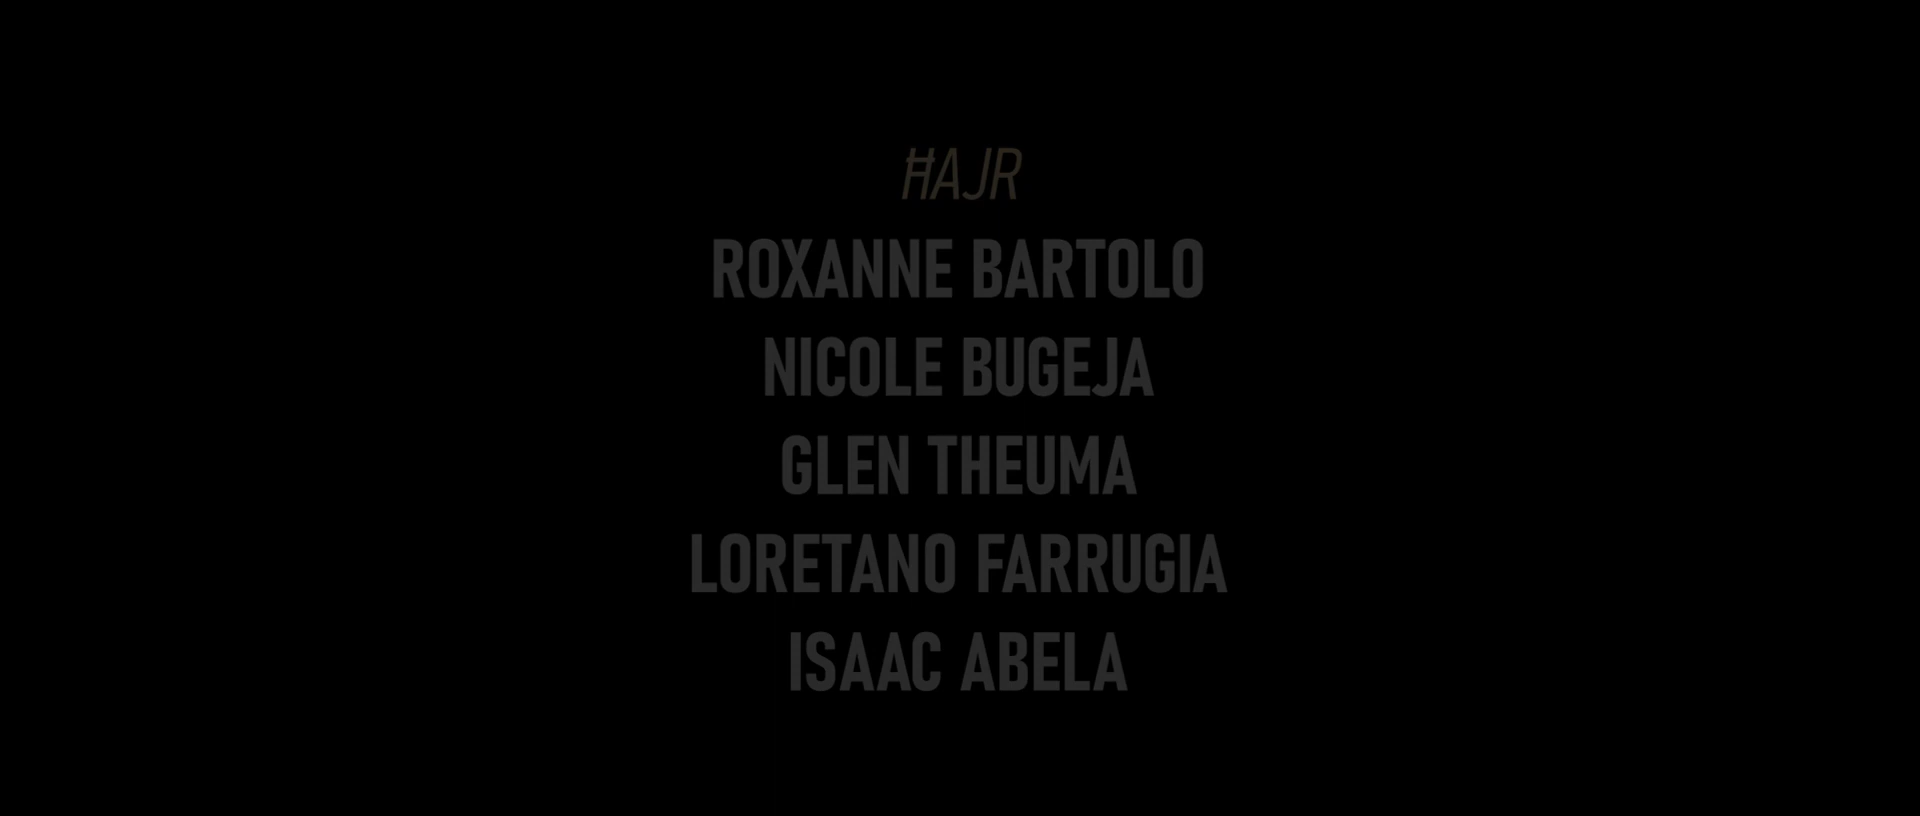 ĦAJR
ROXANNE BARTOLO
NICOLE BUGEJA
GLEN THEUMA
LORETANO FARRUGIA
ISAAC ABELA